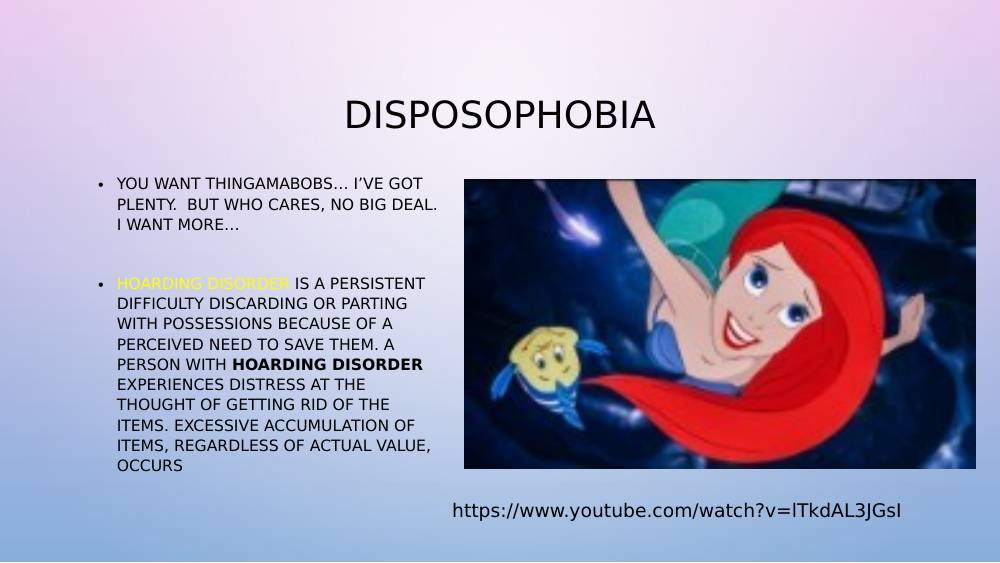 DISPOSOPHOBIA
• YOU WANT THINGAMABOBS… I’VE GOT
PLENTY.  BUT WHO CARES, NO BIG DEAL.
I WANT MORE…
• HOARDING DISORDER IS A PERSISTENT
DIFFICULTY DISCARDING OR PARTING
WITH POSSESSIONS BECAUSE OF A
PERCEIVED NEED TO SAVE THEM. A
PERSON WITH HOARDING DISORDER
EXPERIENCES DISTRESS AT THE
THOUGHT OF GETTING RID OF THE
ITEMS. EXCESSIVE ACCUMULATION OF
ITEMS, REGARDLESS OF ACTUAL VALUE,
OCCURS
https://www.youtube.com/watch?v=lTkdAL3JGsI